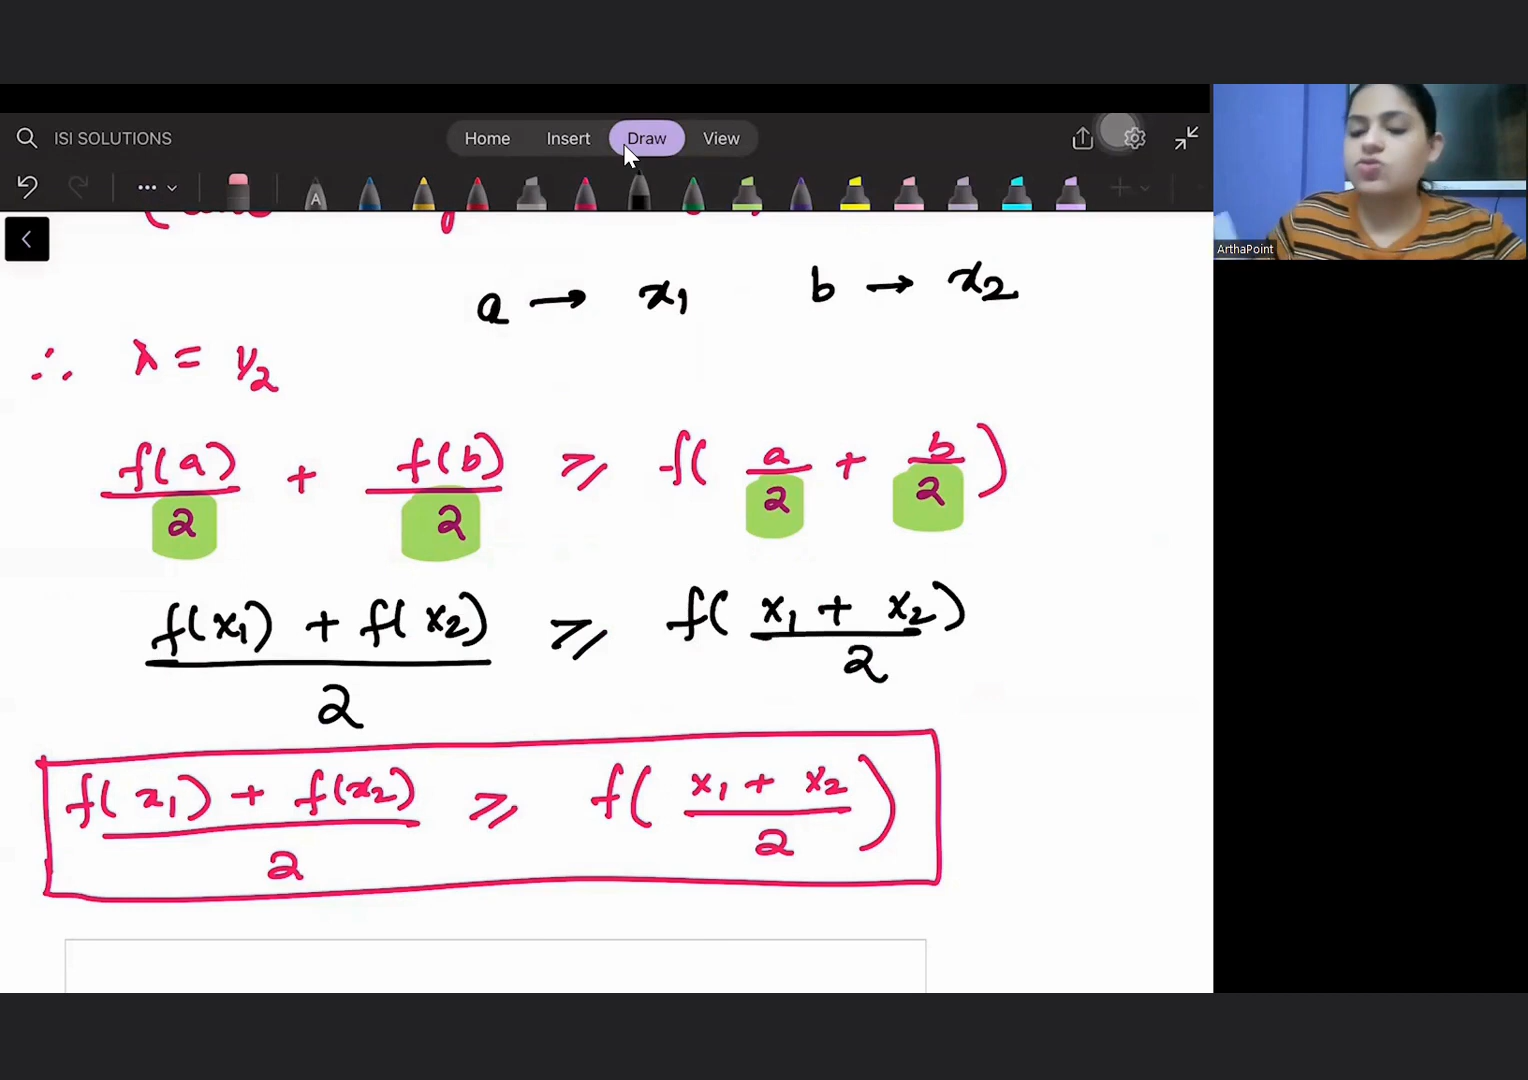 ISI SOLUTIONS
Home Insert Draw View
A
ArthaPoint
a → x₁ b → x₂
∴ λ = 1/2
f(a)/2 + f(b)/2 ⩾ f( a/2 + b/2 )
f(x₁) + f(x₂) / 2 ⩾ f( x₁ + x₂ / 2 )
f(x₁) + f(x₂) / 2 ⩾ f( x₁ + x₂ / 2 )